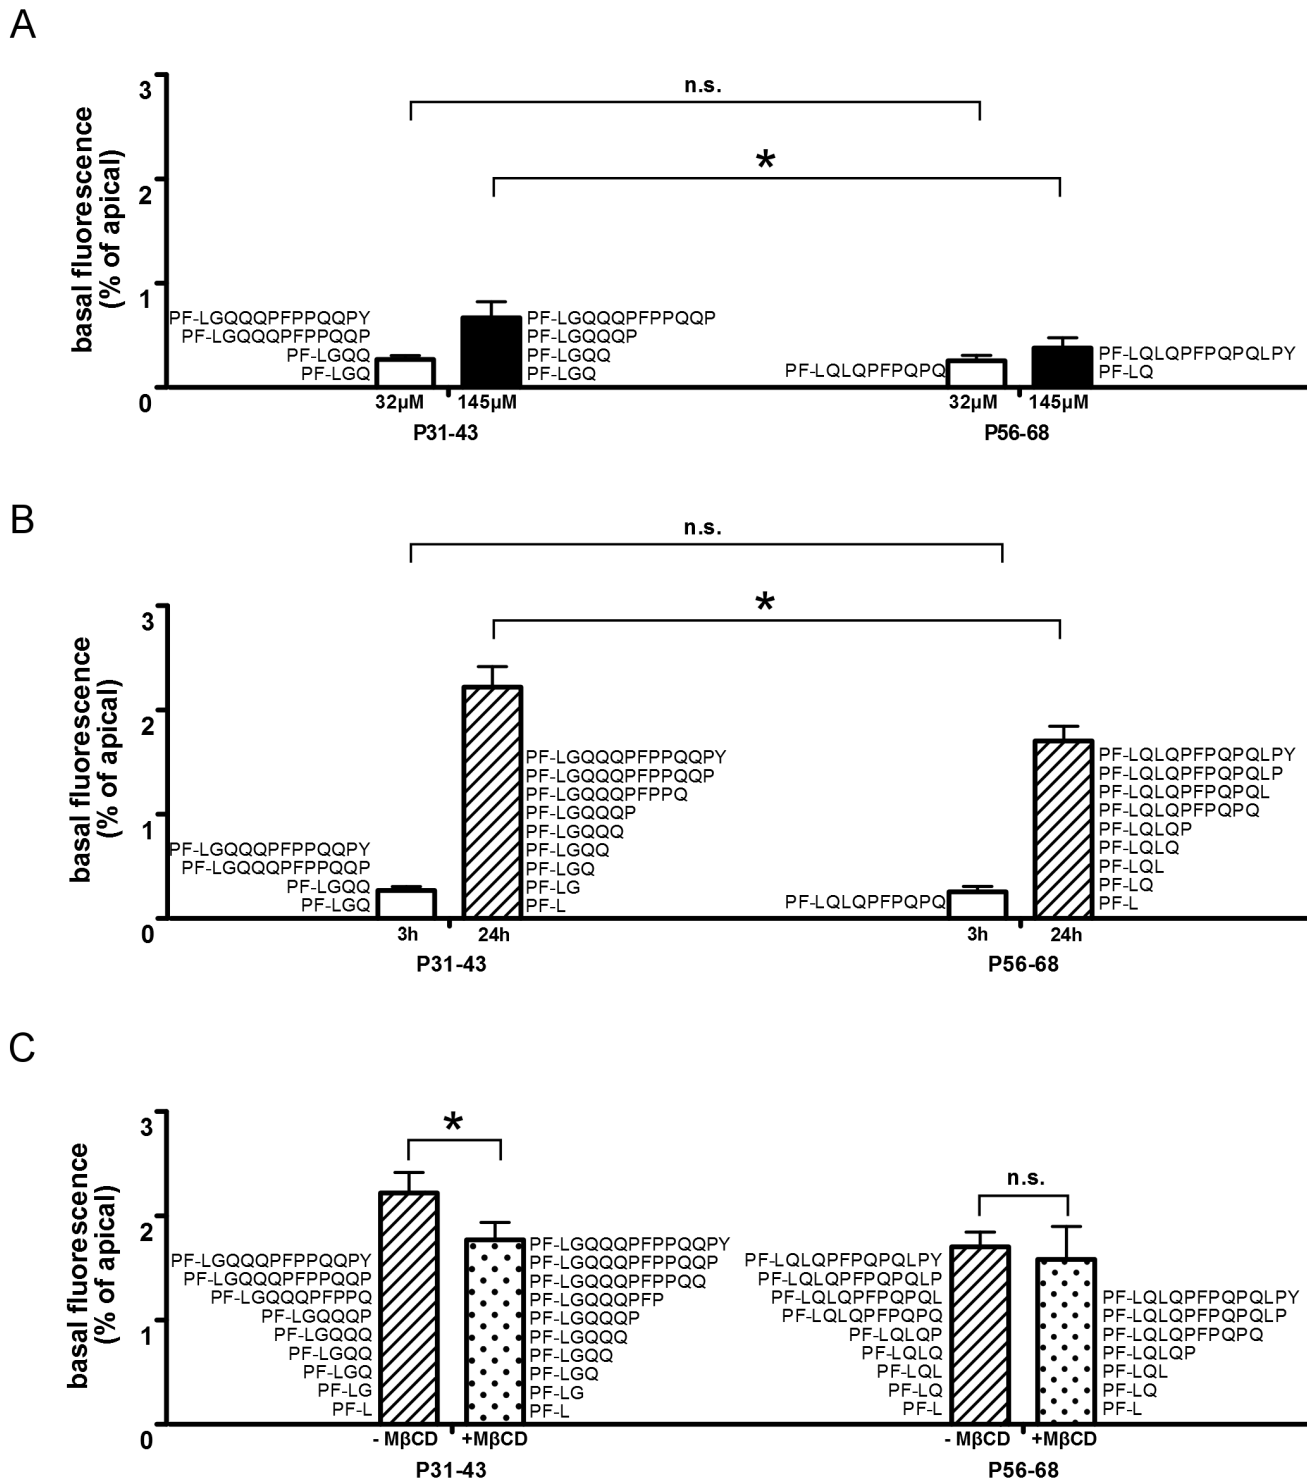 A
3
2
1
0
basal fluorescence
(% of apical)
n.s.
*
PF-LGQQQPFPPQQPY
PF-LGQQQPFPPQQP
PF-LGQQ
PF-LGQ
PF-LGQQQPFPPQQP
PF-LGQQQP
PF-LGQQ
PF-LGQ
PF-LQLQPFPQPQ
PF-LQLQPFPQPQLPY
PF-LQ
32μM 145μM
P31-43
32μM 145μM
P56-68
B
n.s.
*
3
2
1
0
basal fluorescence
(% of apical)
PF-LGQQQPFPPQQPY
PF-LGQQQPFPPQQP
PF-LGQQ
PF-LGQ
PF-LGQQQPFPPQQPY
PF-LGQQQPFPPQQP
PF-LGQQQPFPPQ
PF-LGQQQP
PF-LGQQQ
PF-LGQQ
PF-LGQ
PF-LG
PF-L
PF-LQLQPFPQPQ
PF-LQLQPFPQPQLPY
PF-LQLQPFPQPQLP
PF-LQLQPFPQPQL
PF-LQLQPFPQPQ
PF-LQLQP
PF-LQLQ
PF-LQL
PF-LQ
PF-L
3h 24h
P31-43
3h 24h
P56-68
C
3
2
1
0
basal fluorescence
(% of apical)
*
n.s.
PF-LGQQQPFPPQQPY
PF-LGQQQPFPPQQP
PF-LGQQQPFPPQ
PF-LGQQQP
PF-LGQQQ
PF-LGQQ
PF-LGQ
PF-LG
PF-L
PF-LGQQQPFPPQQPY
PF-LGQQQPFPPQQP
PF-LGQQQPFPPQQ
PF-LGQQQPFP
PF-LGQQQP
PF-LGQQQ
PF-LGQQ
PF-LGQ
PF-LG
PF-L
PF-LQLQPFPQPQLPY
PF-LQLQPFPQPQLP
PF-LQLQPFPQPQL
PF-LQLQPFPQPQ
PF-LQLQP
PF-LQLQ
PF-LQL
PF-LQ
PF-L
PF-LQLQPFPQPQLPY
PF-LQLQPFPQPQLP
PF-LQLQPFPQPQ
PF-LQLQP
PF-LQL
PF-LQ
PF-L
- MβCD +MβCD
P31-43
- MβCD +MβCD
P56-68